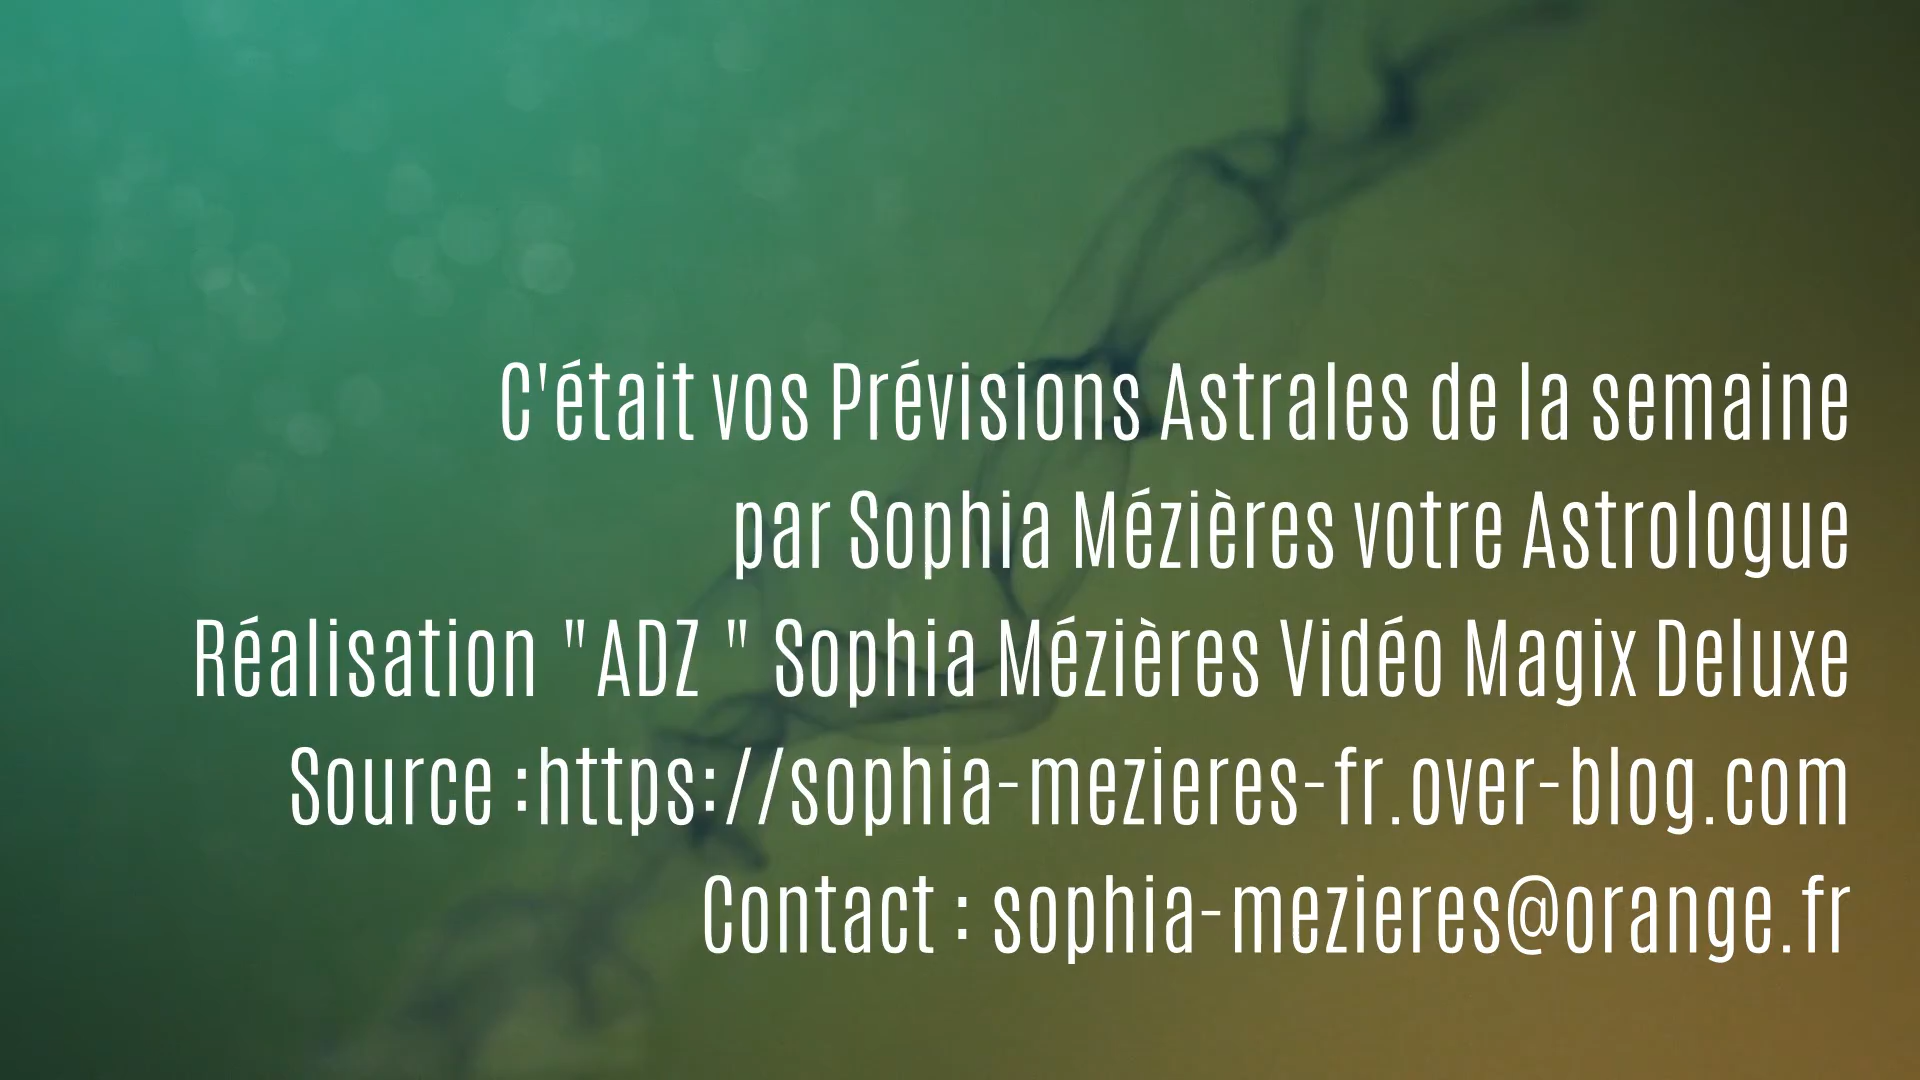 C'était vos Prévisions Astrales de la semaine
par Sophia Mézières votre Astrologue
Réalisation "ADZ " Sophia Mézières Vidéo Magix Deluxe
Source :https://sophia-mezieres-fr.over-blog.com
Contact : sophia-mezieres@orange.fr